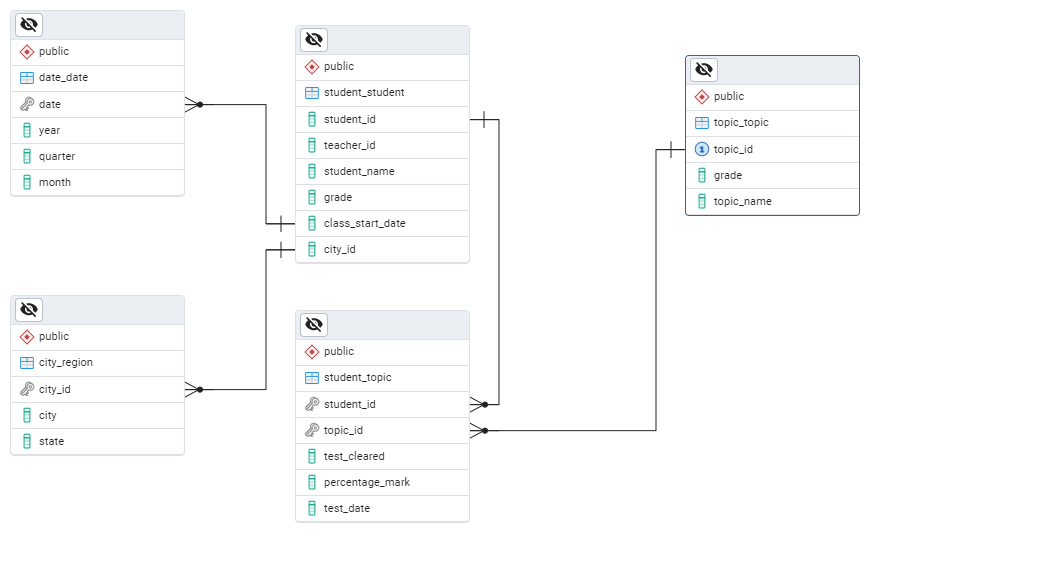 public
date_date
date
year
quarter
month
public
student_student
student_id
teacher_id
student_name
grade
class_start_date
city_id
public
topic_topic
1 topic_id
grade
topic_name
public
city_region
city_id
city
state
public
student_topic
student_id
topic_id
test_cleared
percentage_mark
test_date